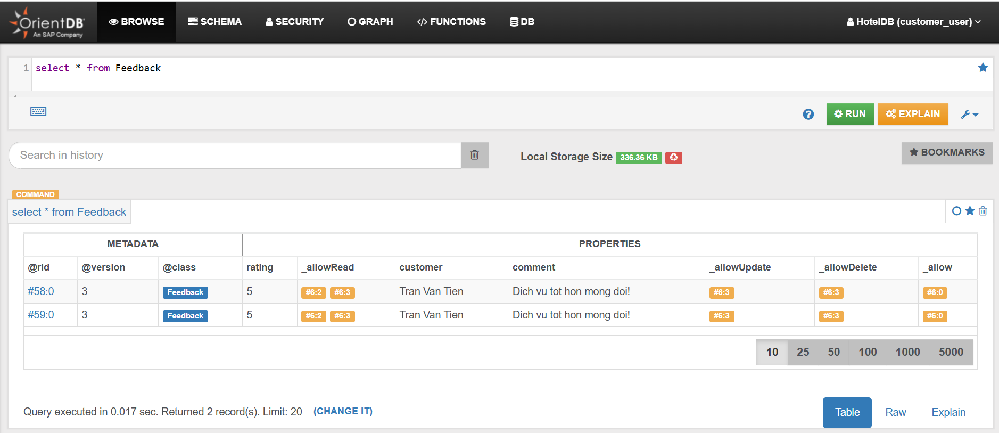 OrientDB®
An SAP Company
BROWSE
SCHEMA
SECURITY
GRAPH
</> FUNCTIONS
DB
HotelDB (customer_user)
1 select * from Feedback
RUN
EXPLAIN
Search in history
Local Storage Size 336.36 KB
BOOKMARKS
COMMAND
select * from Feedback
METADATA PROPERTIES
@rid @version @class rating _allowRead customer comment _allowUpdate _allowDelete _allow
#58:0 3 Feedback 5 #6:2 #6:3 Tran Van Tien Dich vu tot hon mong doi! #6:3 #6:3 #6:0
#59:0 3 Feedback 5 #6:2 #6:3 Tran Van Tien Dich vu tot hon mong doi! #6:3 #6:3 #6:0
10 25 50 100 1000 5000
Query executed in 0.017 sec. Returned 2 record(s). Limit: 20 (CHANGE IT)
Table Raw Explain